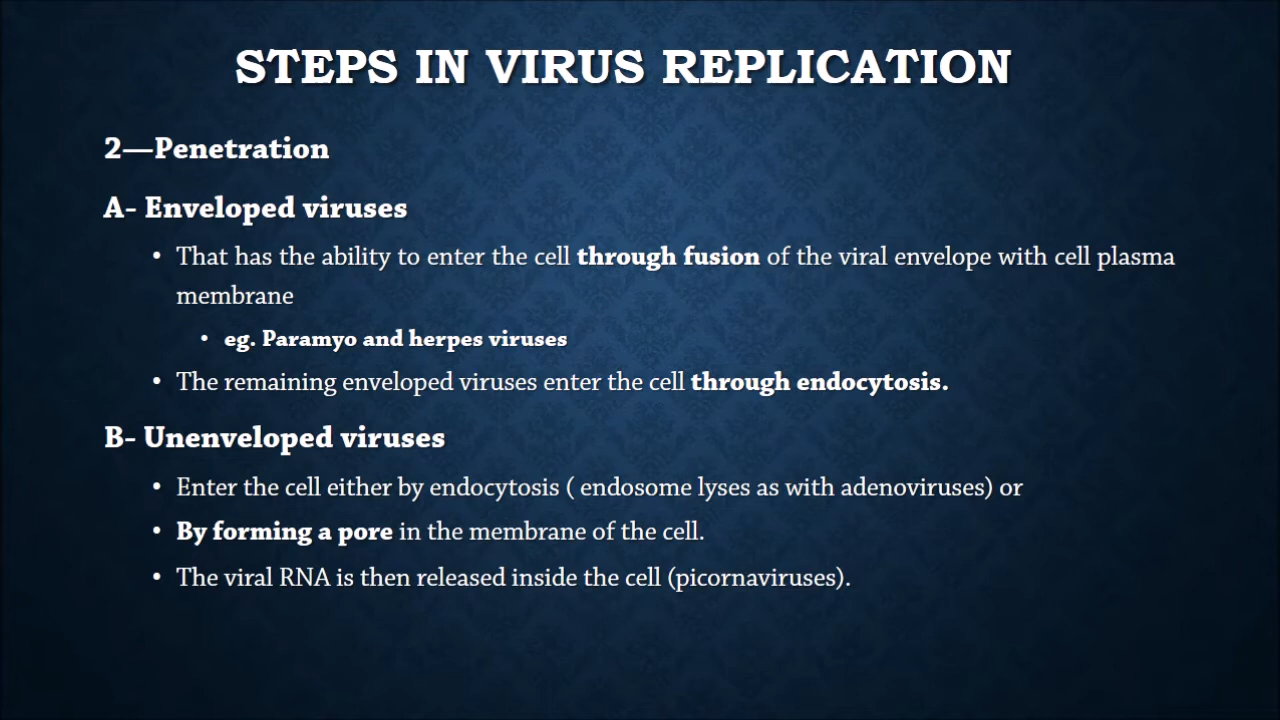 STEPS IN VIRUS REPLICATION
2—Penetration
A- Enveloped viruses
• That has the ability to enter the cell through fusion of the viral envelope with cell plasma
membrane
• eg. Paramyo and herpes viruses
• The remaining enveloped viruses enter the cell through endocytosis.
B- Unenveloped viruses
• Enter the cell either by endocytosis ( endosome lyses as with adenoviruses) or
• By forming a pore in the membrane of the cell.
• The viral RNA is then released inside the cell (picornaviruses).